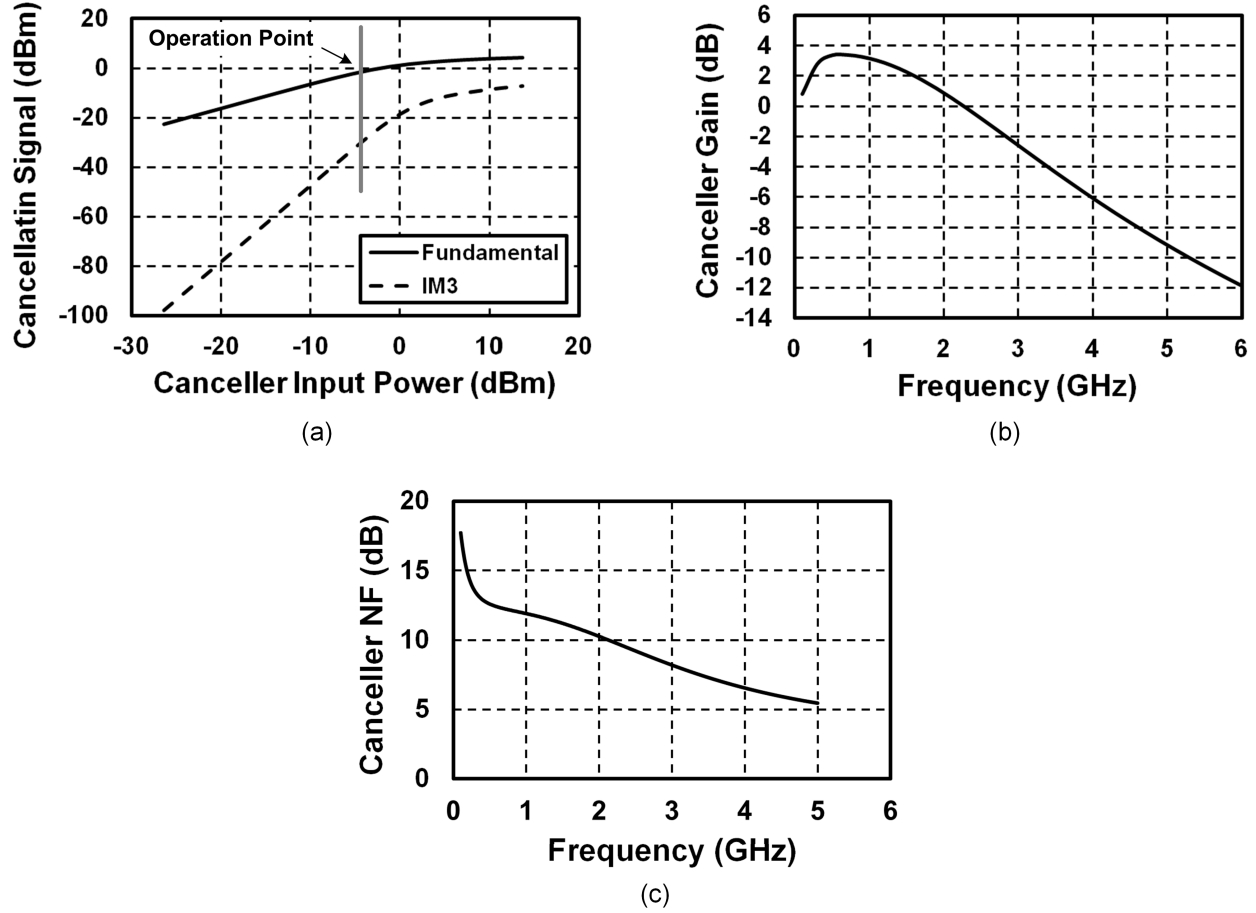 20
0
-20
-40
-60
-80
-100
Cancellatin Signal (dBm)
Operation Point
Fundamental
IM3
-30 -20 -10 0 10 20
Canceller Input Power (dBm)
(a)
6
4
2
0
-2
-4
-6
-8
-10
-12
-14
Canceller Gain (dB)
0 1 2 3 4 5 6
Frequency (GHz)
(b)
20
15
10
5
0
Canceller NF (dB)
0 1 2 3 4 5 6
Frequency (GHz)
(c)